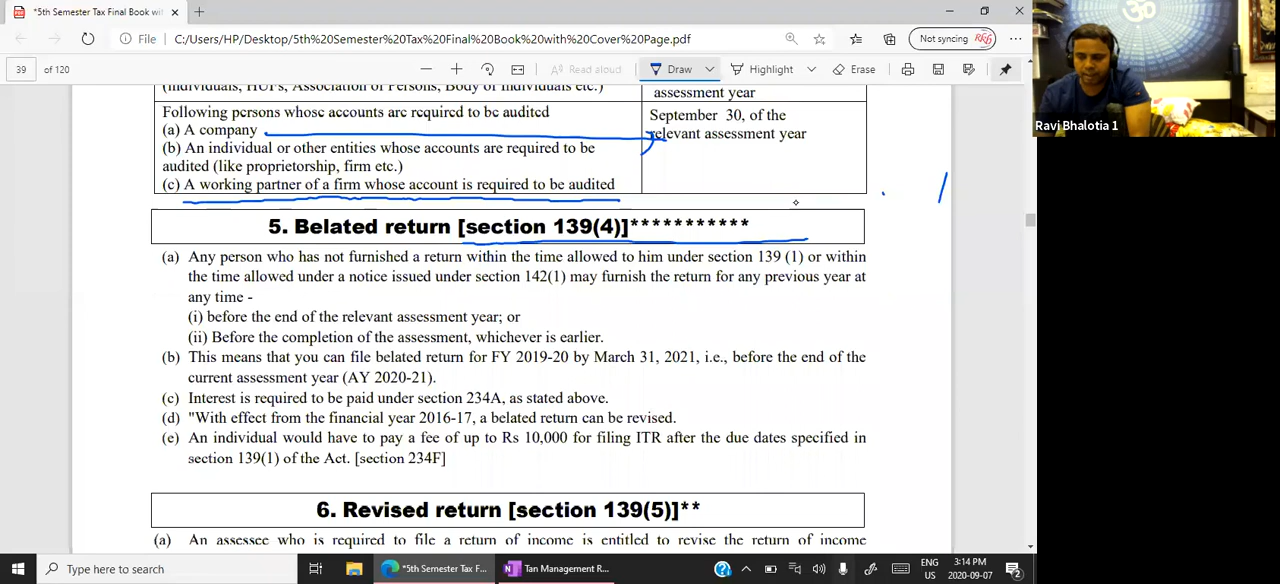 *5th Semester Tax Final Book wit
File
C:/Users/HP/Desktop/5th%20Semester%20Tax%20Final%20Book%20with%20Cover%20Page.pdf
Not syncing
39 of 120
Read aloud
Draw
Highlight
Erase
(Individuals, HUFs, Association of Persons, Body of Individuals etc.)
assessment year
Following persons whose accounts are required to be audited
(a) A company
(b) An individual or other entities whose accounts are required to be
audited (like proprietorship, firm etc.)
(c) A working partner of a firm whose account is required to be audited
September 30, of the
relevant assessment year
Ravi Bhalotia 1
5. Belated return [section 139(4)]***********
(a) Any person who has not furnished a return within the time allowed to him under section 139 (1) or within
the time allowed under a notice issued under section 142(1) may furnish the return for any previous year at
any time -
(i) before the end of the relevant assessment year; or
(ii) Before the completion of the assessment, whichever is earlier.
(b) This means that you can file belated return for FY 2019-20 by March 31, 2021, i.e., before the end of the
current assessment year (AY 2020-21).
(c) Interest is required to be paid under section 234A, as stated above.
(d) "With effect from the financial year 2016-17, a belated return can be revised.
(e) An individual would have to pay a fee of up to Rs 10,000 for filing ITR after the due dates specified in
section 139(1) of the Act. [section 234F]
6. Revised return [section 139(5)]**
(a) An assessee who is required to file a return of income is entitled to revise the return of income
Type here to search
*5th Semester Tax F...
Tan Management R...
ENG
US
3:14 PM
2020-09-07
2